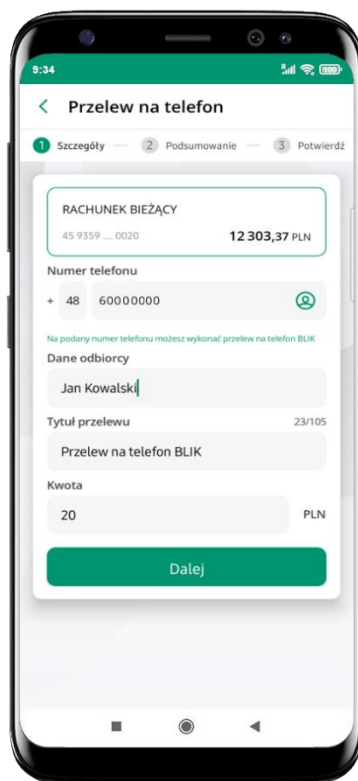 9:34
Przelew na telefon
1 Szczegóły — 2 Podsumowanie — 3 Potwierdź
RACHUNEK BIEŻĄCY
45 9359 .... 0020 12 303,37 PLN
Numer telefonu
+ 48 60000000
Na podany numer telefonu możesz wykonać przelew na telefon BLIK
Dane odbiorcy
Jan Kowalski
Tytuł przelewu 23/105
Przelew na telefon BLIK
Kwota
20 PLN
Dalej